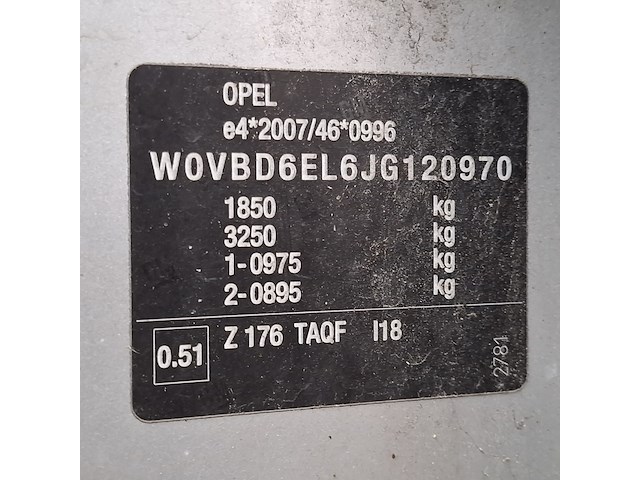 OPEL
e4*2007/46*0996
W0VBD6EL6JG120970
1850 kg
3250 kg
1-0975 kg
2-0895 kg
0.51 Z 176 TAQF I18
2781